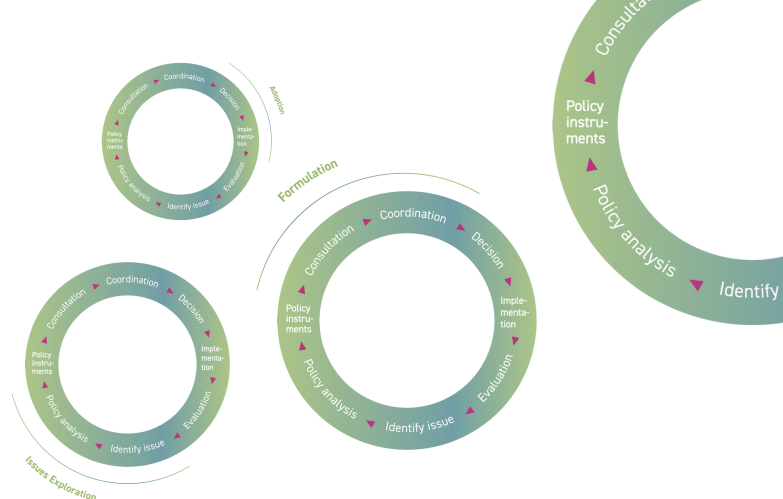 Coordination
Decision
Imple-
menta-
tion
Evaluation
Identify issue
Policy analysis
Policy
instru-
ments
Consultation
Adoption
Formulation
Coordination
Decision
Imple-
menta-
tion
Evaluation
Identify issue
Policy analysis
Policy
instru-
ments
Consultation
Coordination
Decision
Imple-
menta-
tion
Evaluation
Identify issue
Policy analysis
Policy
instru-
ments
Consultation
Issues Exploration
Consulta
Policy
instru-
ments
Policy analysis
Identify